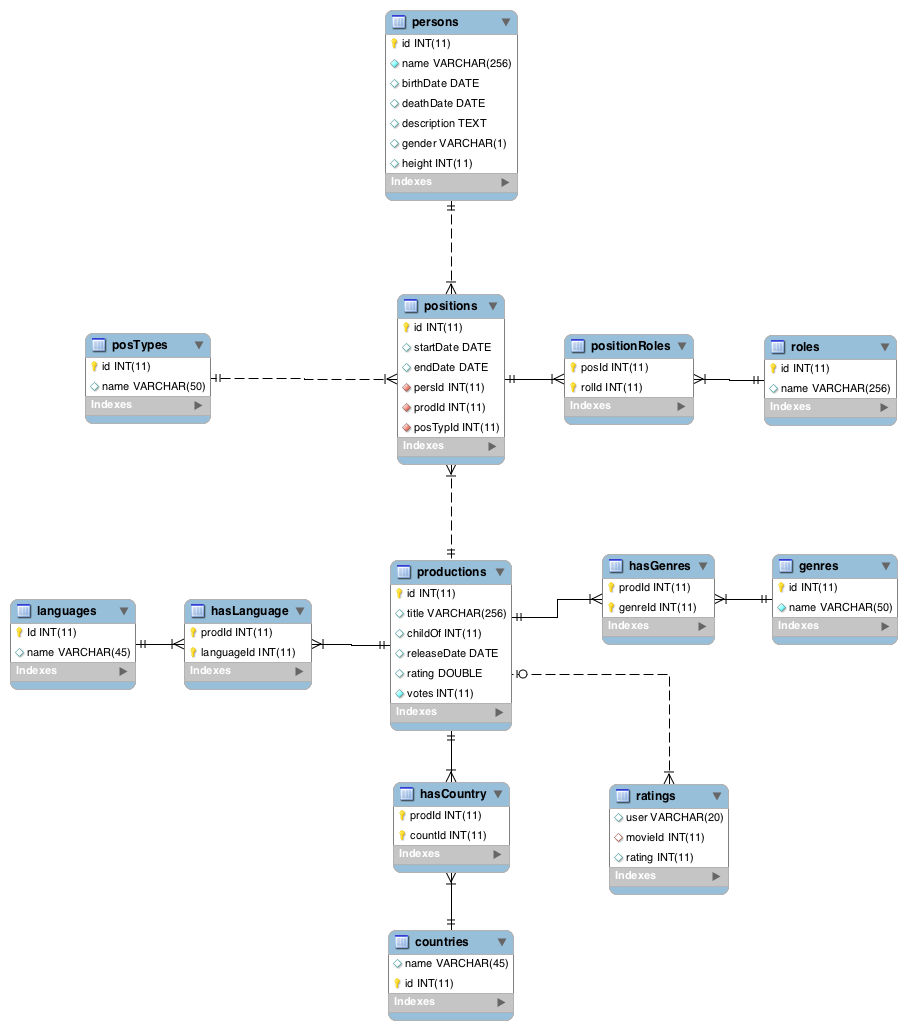 persons
id INT(11)
name VARCHAR(256)
birthDate DATE
deathDate DATE
description TEXT
gender VARCHAR(1)
height INT(11)
Indexes
positions
id INT(11)
startDate DATE
endDate DATE
persId INT(11)
prodId INT(11)
posTypId INT(11)
Indexes
posTypes
id INT(11)
name VARCHAR(50)
Indexes
positionRoles
posId INT(11)
rolId INT(11)
Indexes
roles
id INT(11)
name VARCHAR(256)
Indexes
productions
id INT(11)
title VARCHAR(256)
childOf INT(11)
releaseDate DATE
rating DOUBLE
votes INT(11)
Indexes
hasGenres
prodId INT(11)
genreId INT(11)
Indexes
genres
id INT(11)
name VARCHAR(50)
Indexes
languages
Id INT(11)
name VARCHAR(45)
Indexes
hasLanguage
prodId INT(11)
languageId INT(11)
Indexes
hasCountry
prodId INT(11)
countId INT(11)
Indexes
ratings
user VARCHAR(20)
movieId INT(11)
rating INT(11)
Indexes
countries
name VARCHAR(45)
id INT(11)
Indexes